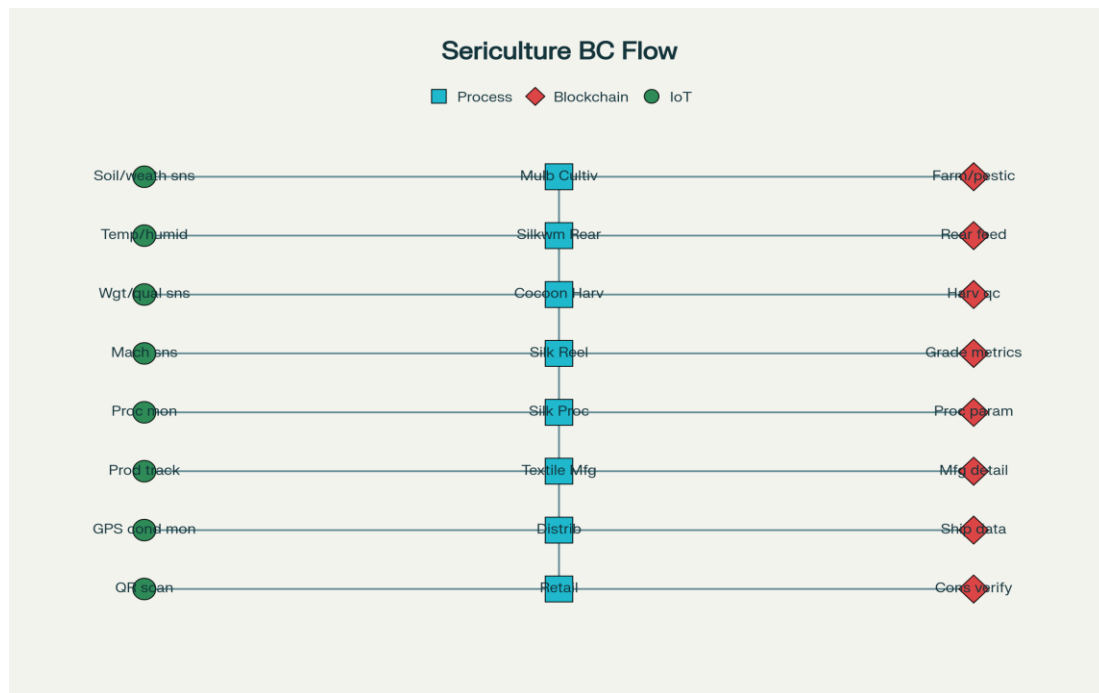 Sericulture BC Flow
Process Blockchain IoT
Soil/weath sns Mulb Cultiv Farm/pestic
Temp/humid Silkwm Rear Rear feed
Wgt/qual sns Cocoon Harv Harv qc
Mach sns Silk Reel Grade metrics
Proc mon Silk Proc Proc param
Prod track Textile Mfg Mfg detail
GPS cond mon Distrib Ship data
QR scan Retail Cons verify